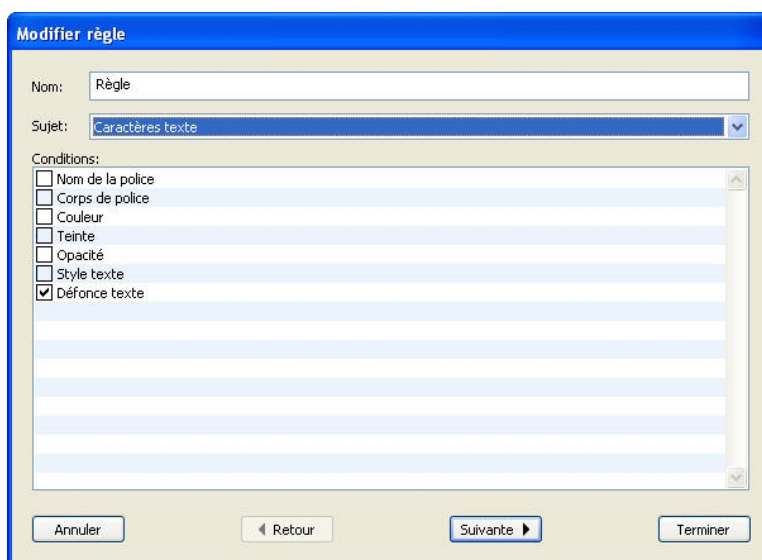 Modifier règle
Nom: Règle
Sujet: Caractères texte
Conditions:
Nom de la police
Corps de police
Couleur
Teinte
Opacité
Style texte
Défonce texte
Annuler Retour Suivante Terminer